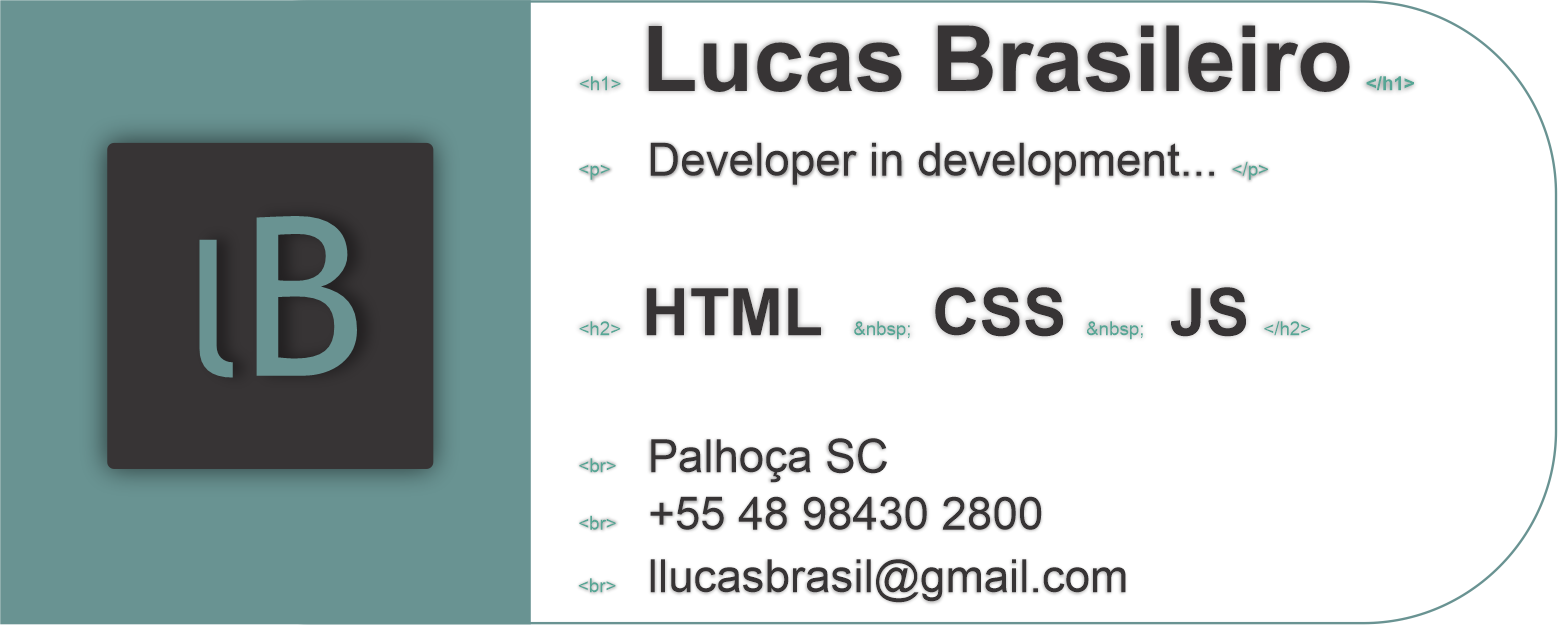 lB
<h1> Lucas Brasileiro </h1>
<p> Developer in development... </p>
<h2> HTML &nbsp; CSS &nbsp; JS </h2>
<br> Palhoça SC
<br> +55 48 98430 2800
<br> llucasbrasil@gmail.com